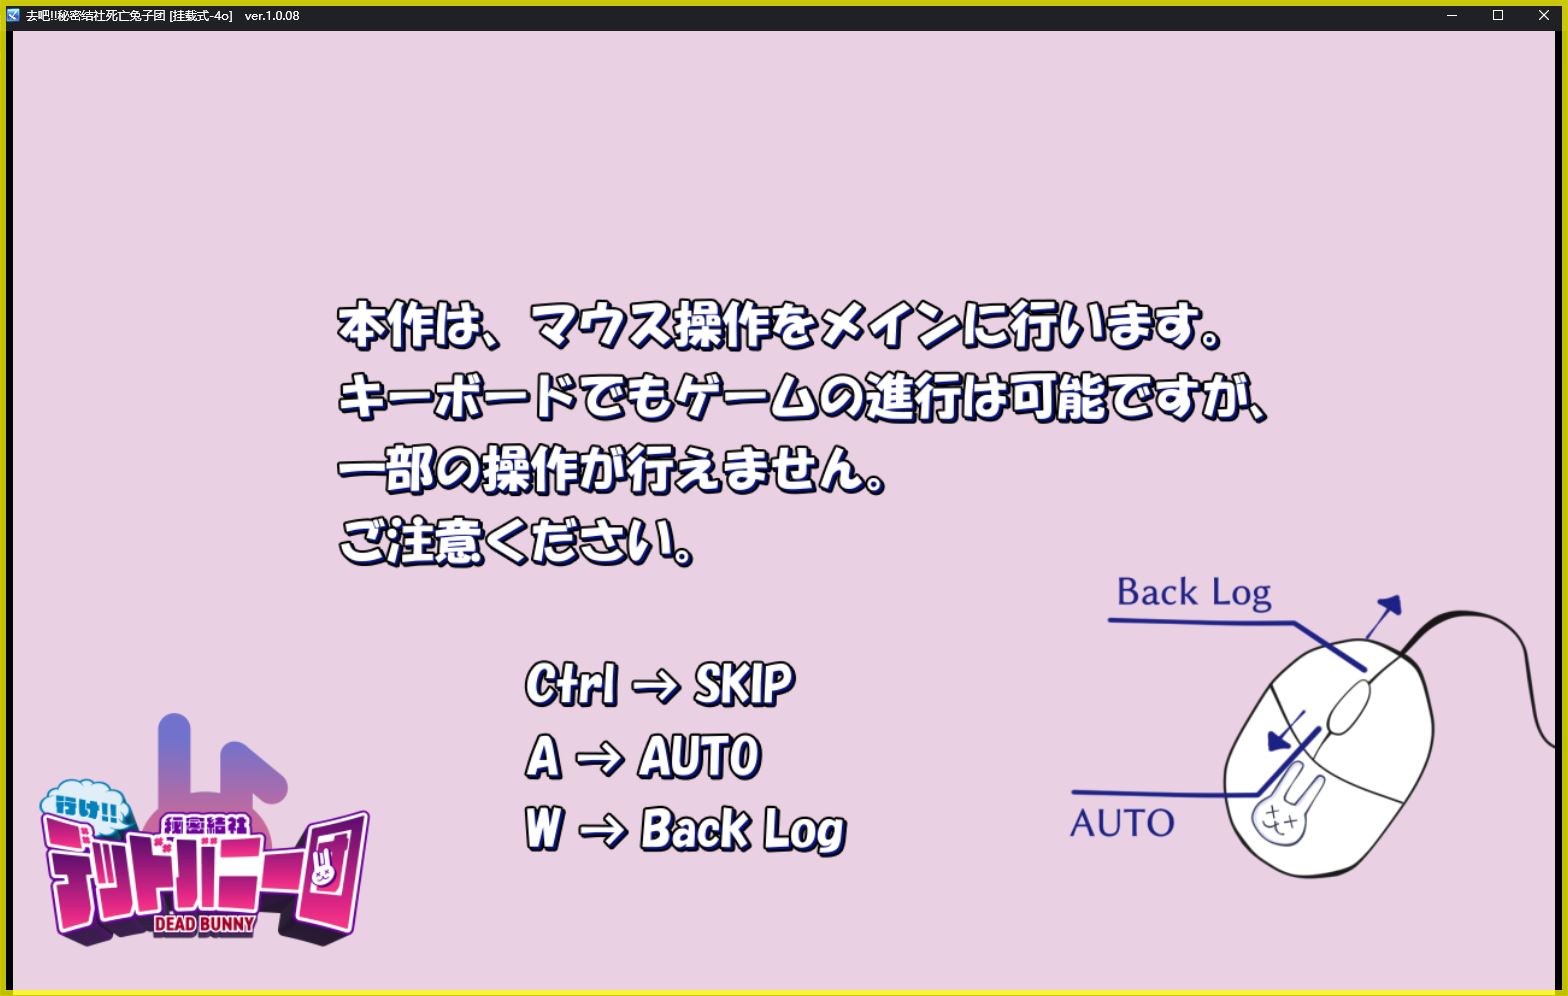 去吧!!秘密结社死亡兔子团 [挂载式-4o] ver.1.0.08
本作は、マウス操作をメインに行います。
キーボードでもゲームの進行は可能ですが、
一部の操作が行えません。
ご注意ください。
Ctrl → SKIP
A → AUTO
W → Back Log
Back Log
AUTO
行け!!
秘密結社
デッドバニー団
DEAD BUNNY